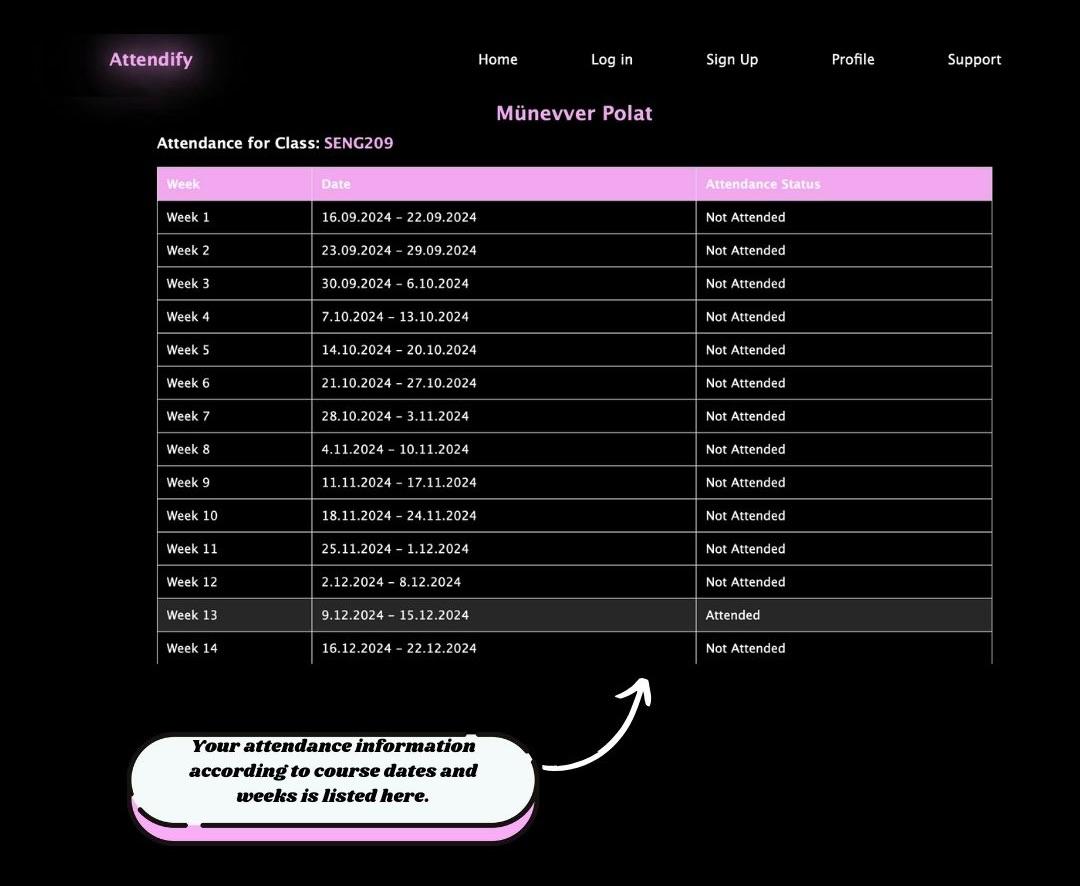 Attendify Home Log in Sign Up Profile Support
Münevver Polat
Attendance for Class: SENG209
Week Date Attendance Status
Week 1 16.09.2024 - 22.09.2024 Not Attended
Week 2 23.09.2024 - 29.09.2024 Not Attended
Week 3 30.09.2024 - 6.10.2024 Not Attended
Week 4 7.10.2024 - 13.10.2024 Not Attended
Week 5 14.10.2024 - 20.10.2024 Not Attended
Week 6 21.10.2024 - 27.10.2024 Not Attended
Week 7 28.10.2024 - 3.11.2024 Not Attended
Week 8 4.11.2024 - 10.11.2024 Not Attended
Week 9 11.11.2024 - 17.11.2024 Not Attended
Week 10 18.11.2024 - 24.11.2024 Not Attended
Week 11 25.11.2024 - 1.12.2024 Not Attended
Week 12 2.12.2024 - 8.12.2024 Not Attended
Week 13 9.12.2024 - 15.12.2024 Attended
Week 14 16.12.2024 - 22.12.2024 Not Attended
Your attendance information
according to course dates and
weeks is listed here.